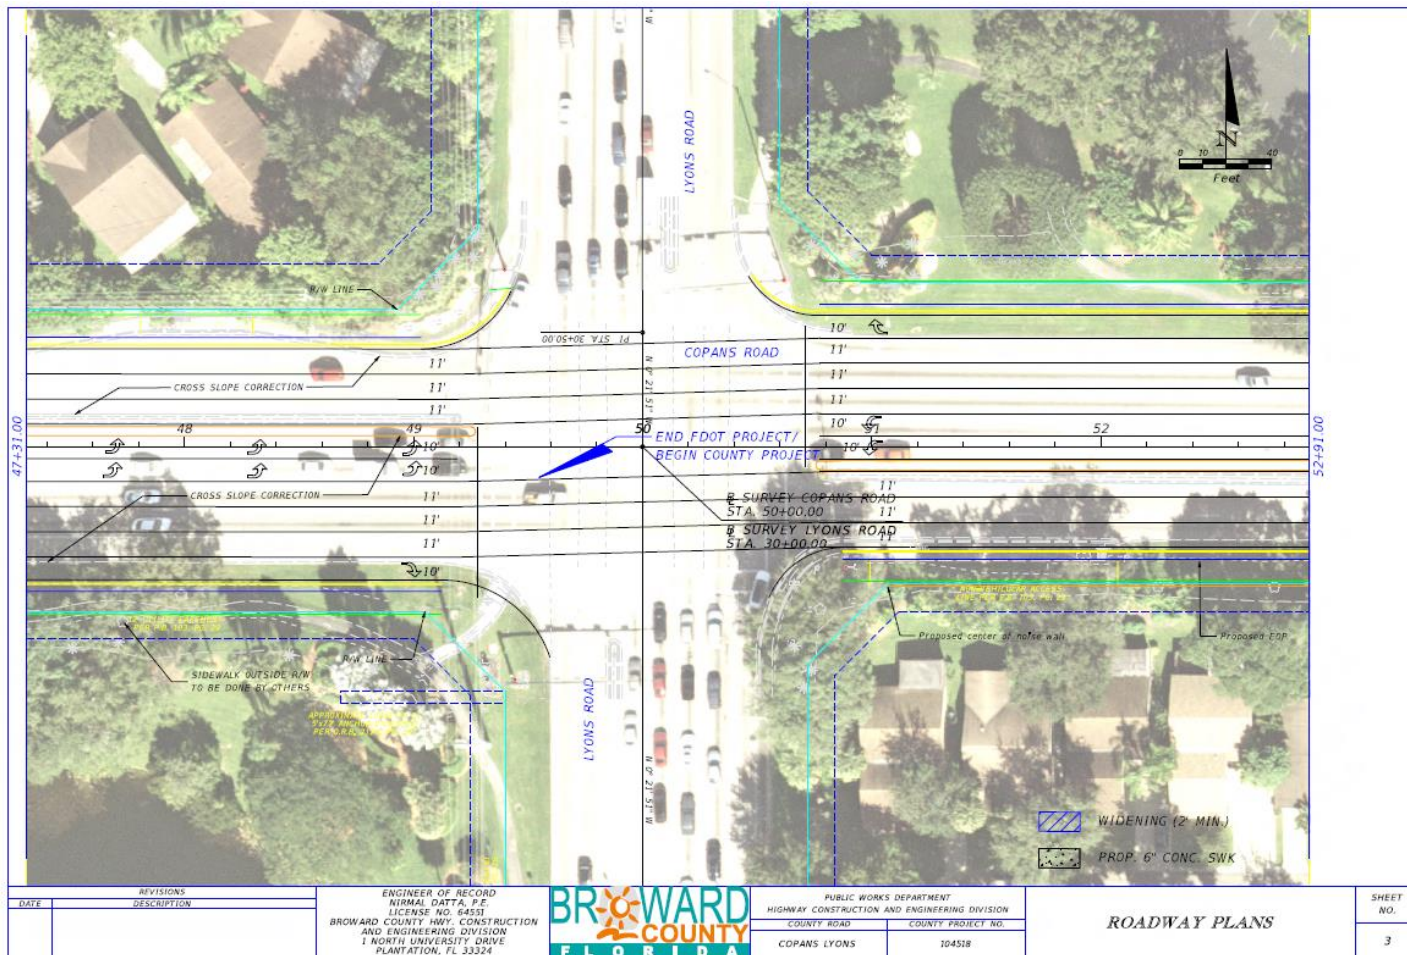 N
0 10 40
Feet
LYONS ROAD
R/W LINE
PI STA. 30+50.00
COPANS ROAD
10'
11'
11'
11'
10'
10'
11'
11'
11'
CROSS SLOPE CORRECTION
47+31.00
48
49
50
51
52
52+91.00
N 0° 21' 51" W
END FDOT PROJECT/
BEGIN COUNTY PROJECT
10'
10'
CROSS SLOPE CORRECTION
11'
11'
11'
10'
B SURVEY COPANS ROAD
STA. 50+00.00
B SURVEY LYONS ROAD
STA. 30+00.00
11'
11'
11'
R/W LINE
SIDEWALK OUTSIDE R/W
TO BE DONE BY OTHERS
Proposed center of noise wall
Proposed EOP
LYONS ROAD
N 0° 21' 51" W
WIDENING (2' MIN.)
PROP. 6" CONC. SWK
REVISIONS
DATE DESCRIPTION
ENGINEER OF RECORD
NIRMAL DATTA, P.E.
LICENSE NO. 64551
BROWARD COUNTY HWY. CONSTRUCTION
AND ENGINEERING DIVISION
1 NORTH UNIVERSITY DRIVE
PLANTATION, FL 33324
BROWARD
COUNTY
FLORIDA
PUBLIC WORKS DEPARTMENT
HIGHWAY CONSTRUCTION AND ENGINEERING DIVISION
COUNTY ROAD COUNTY PROJECT NO.
COPANS LYONS 104518
ROADWAY PLANS
SHEET
NO.
3